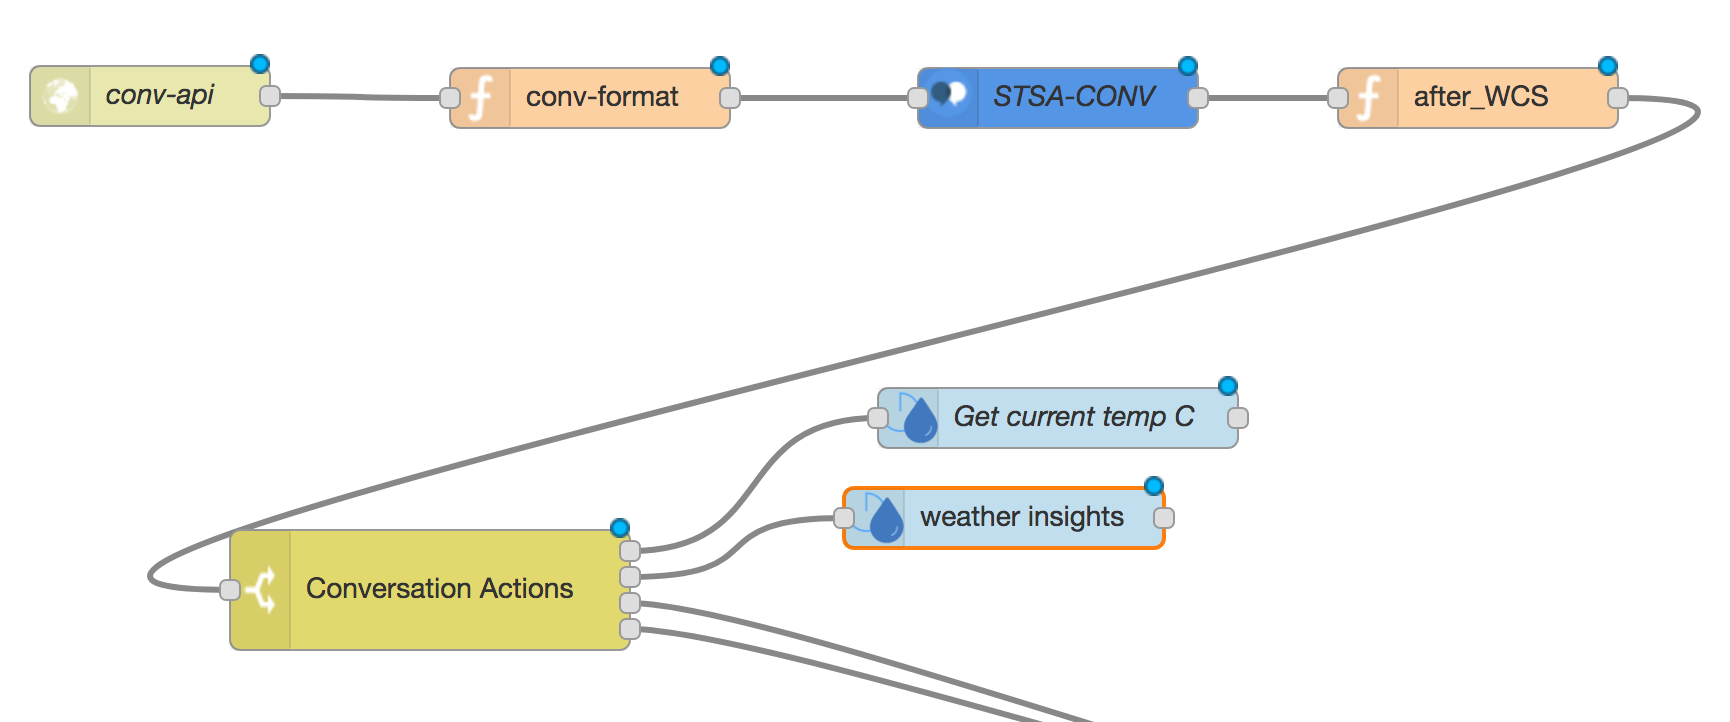 conv-api
conv-format
STSA-CONV
after_WCS
Get current temp C
weather insights
Conversation Actions